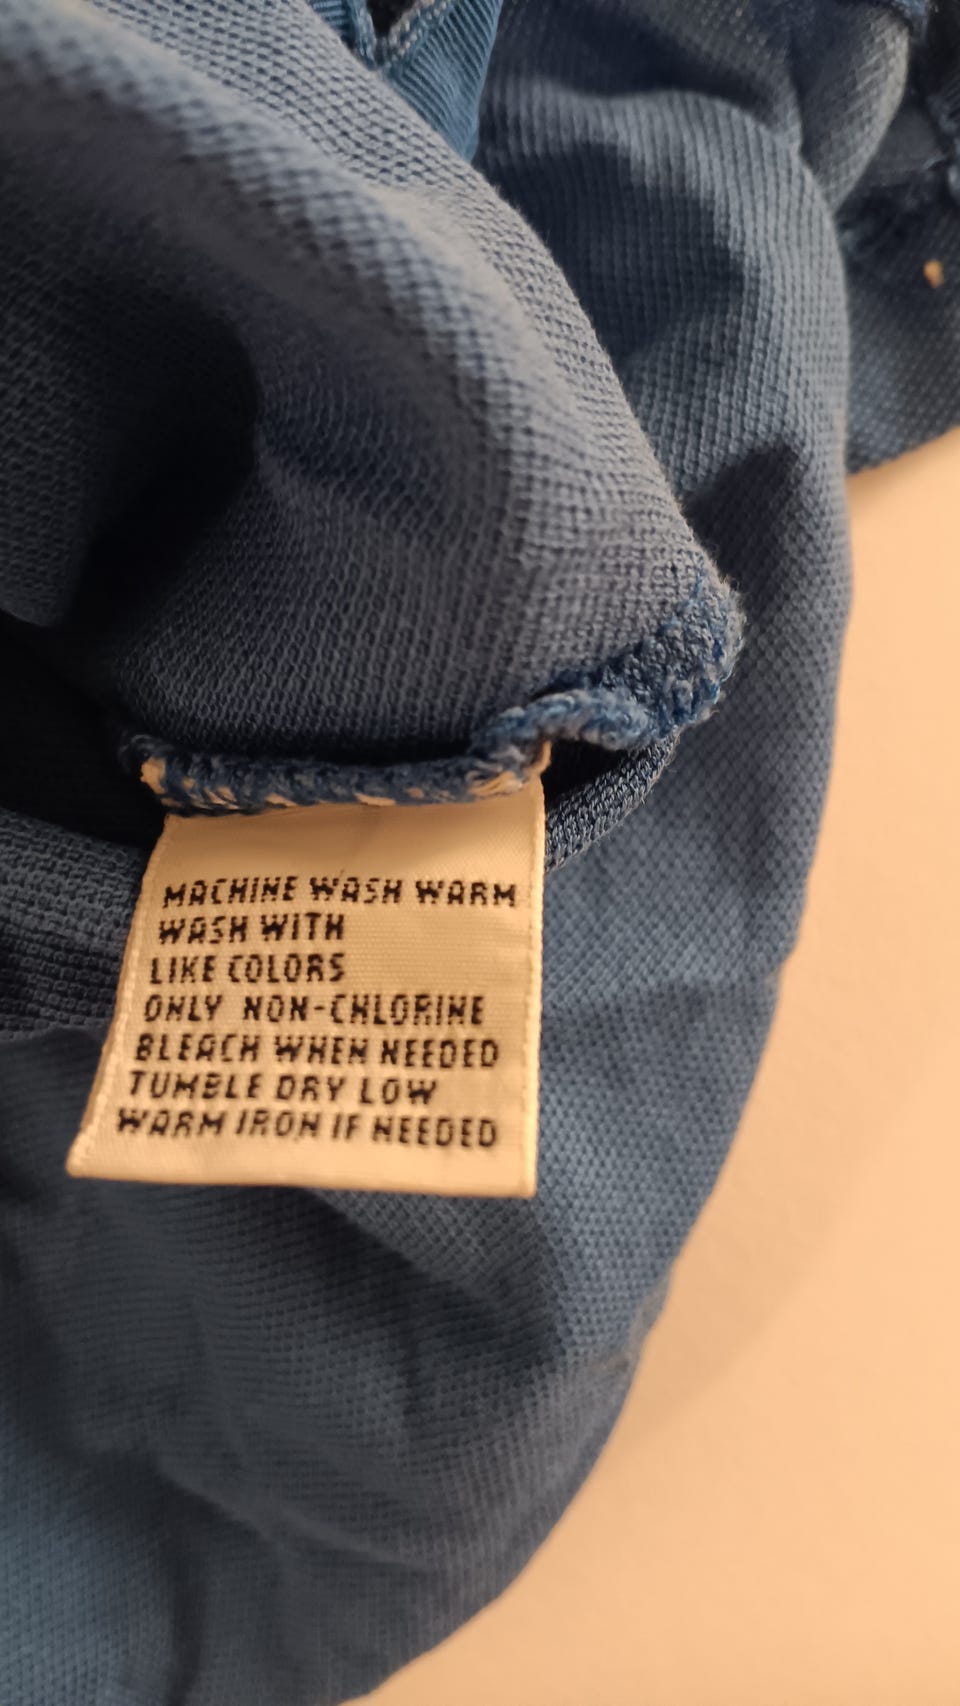 MACHINE WASH WARM
WASH WITH
LIKE COLORS
ONLY NON-CHLORINE
BLEACH WHEN NEEDED
TUMBLE DRY LOW
WARM IRON IF NEEDED